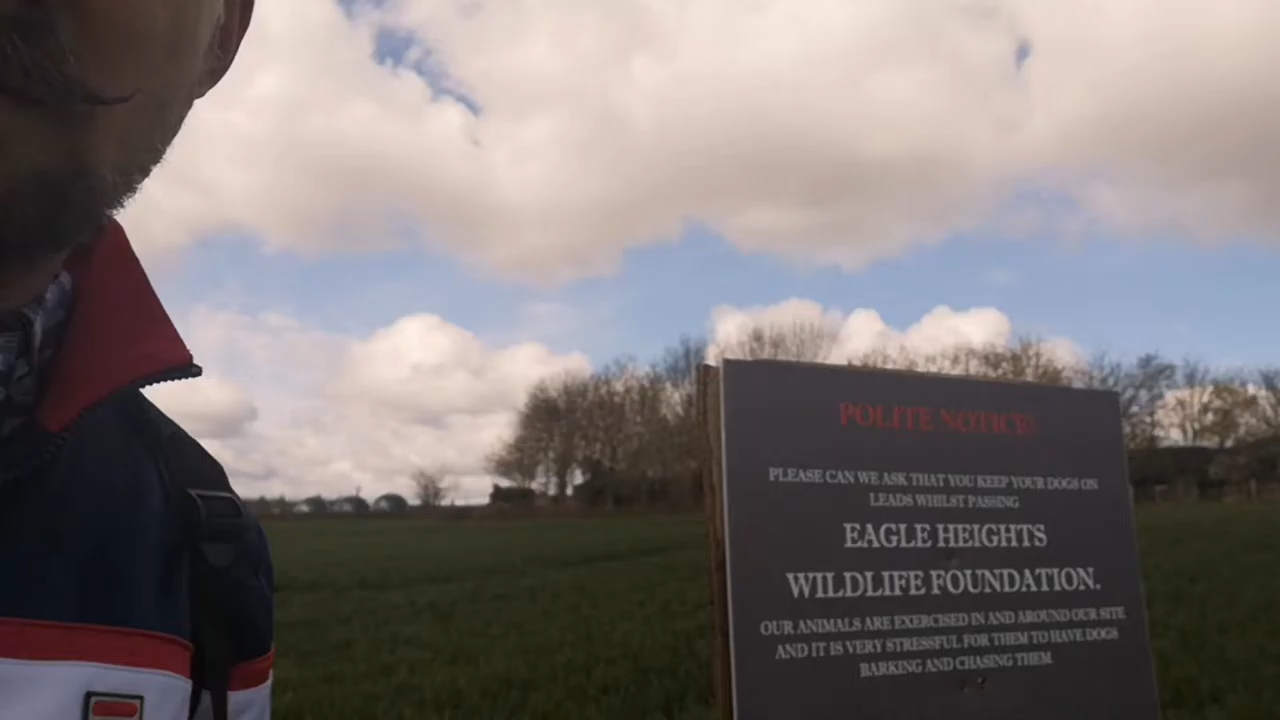 POLITE NOTICE!
PLEASE CAN WE ASK THAT YOU KEEP YOUR DOGS ON
LEADS WHILST PASSING
EAGLE HEIGHTS
WILDLIFE FOUNDATION.
OUR ANIMALS ARE EXERCISED IN AND AROUND OUR SITE
AND IT IS VERY STRESSFUL FOR THEM TO HAVE DOGS
BARKING AND CHASING THEM.